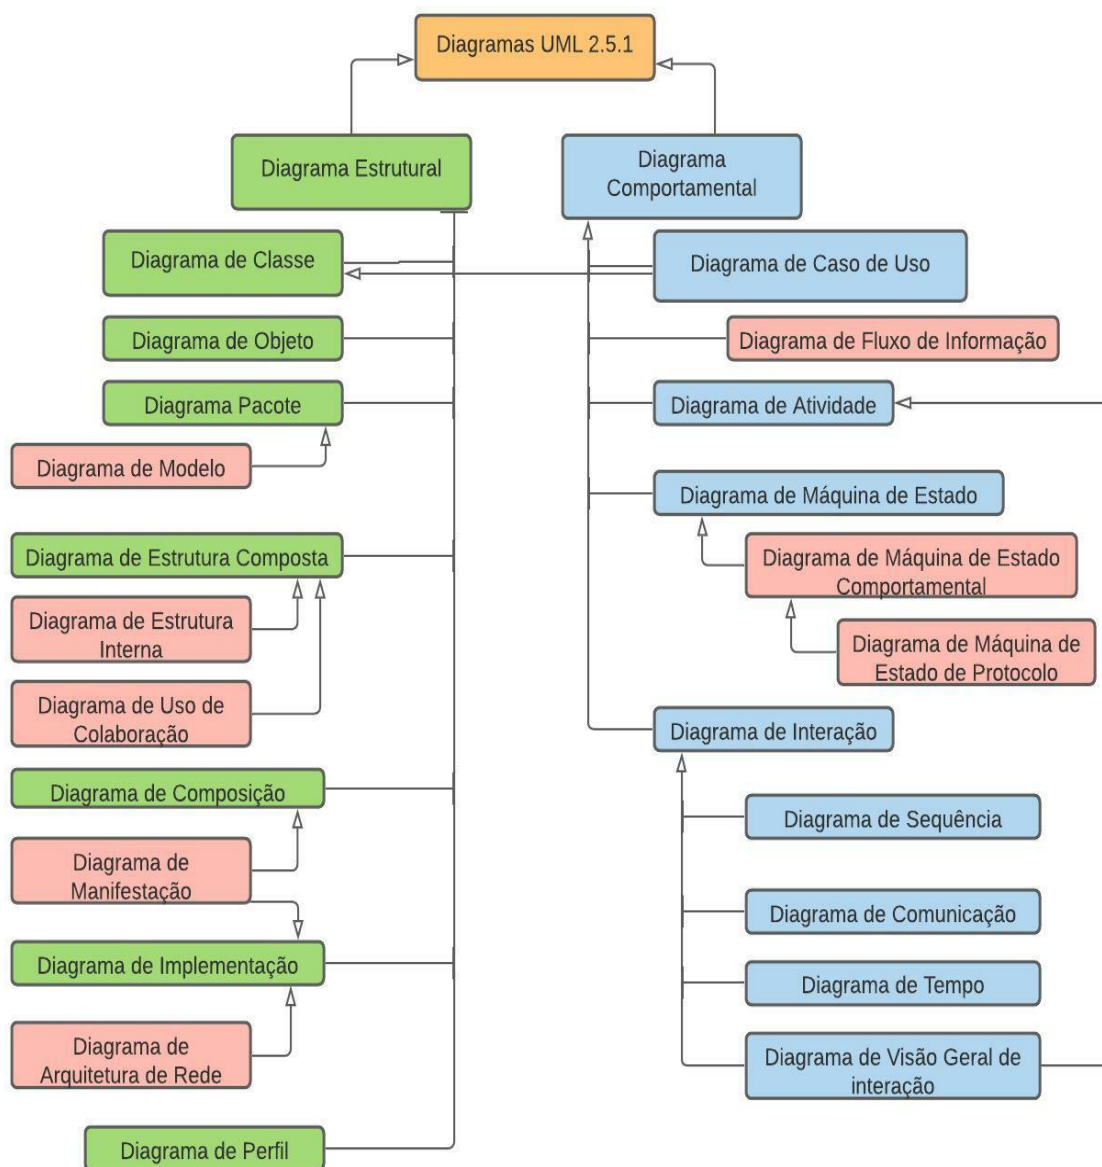 Diagramas UML 2.5.1
Diagrama Estrutural
Diagrama
Comportamental
Diagrama de Classe
Diagrama de Caso de Uso
Diagrama de Objeto
Diagrama de Fluxo de Informação
Diagrama Pacote
Diagrama de Atividade
Diagrama de Modelo
Diagrama de Máquina de Estado
Diagrama de Estrutura Composta
Diagrama de Máquina de Estado
Comportamental
Diagrama de Estrutura
Interna
Diagrama de Máquina de
Estado de Protocolo
Diagrama de Uso de
Colaboração
Diagrama de Interação
Diagrama de Composição
Diagrama de Sequência
Diagrama de
Manifestação
Diagrama de Comunicação
Diagrama de Implementação
Diagrama de Tempo
Diagrama de
Arquitetura de Rede
Diagrama de Visão Geral de
interação
Diagrama de Perfil